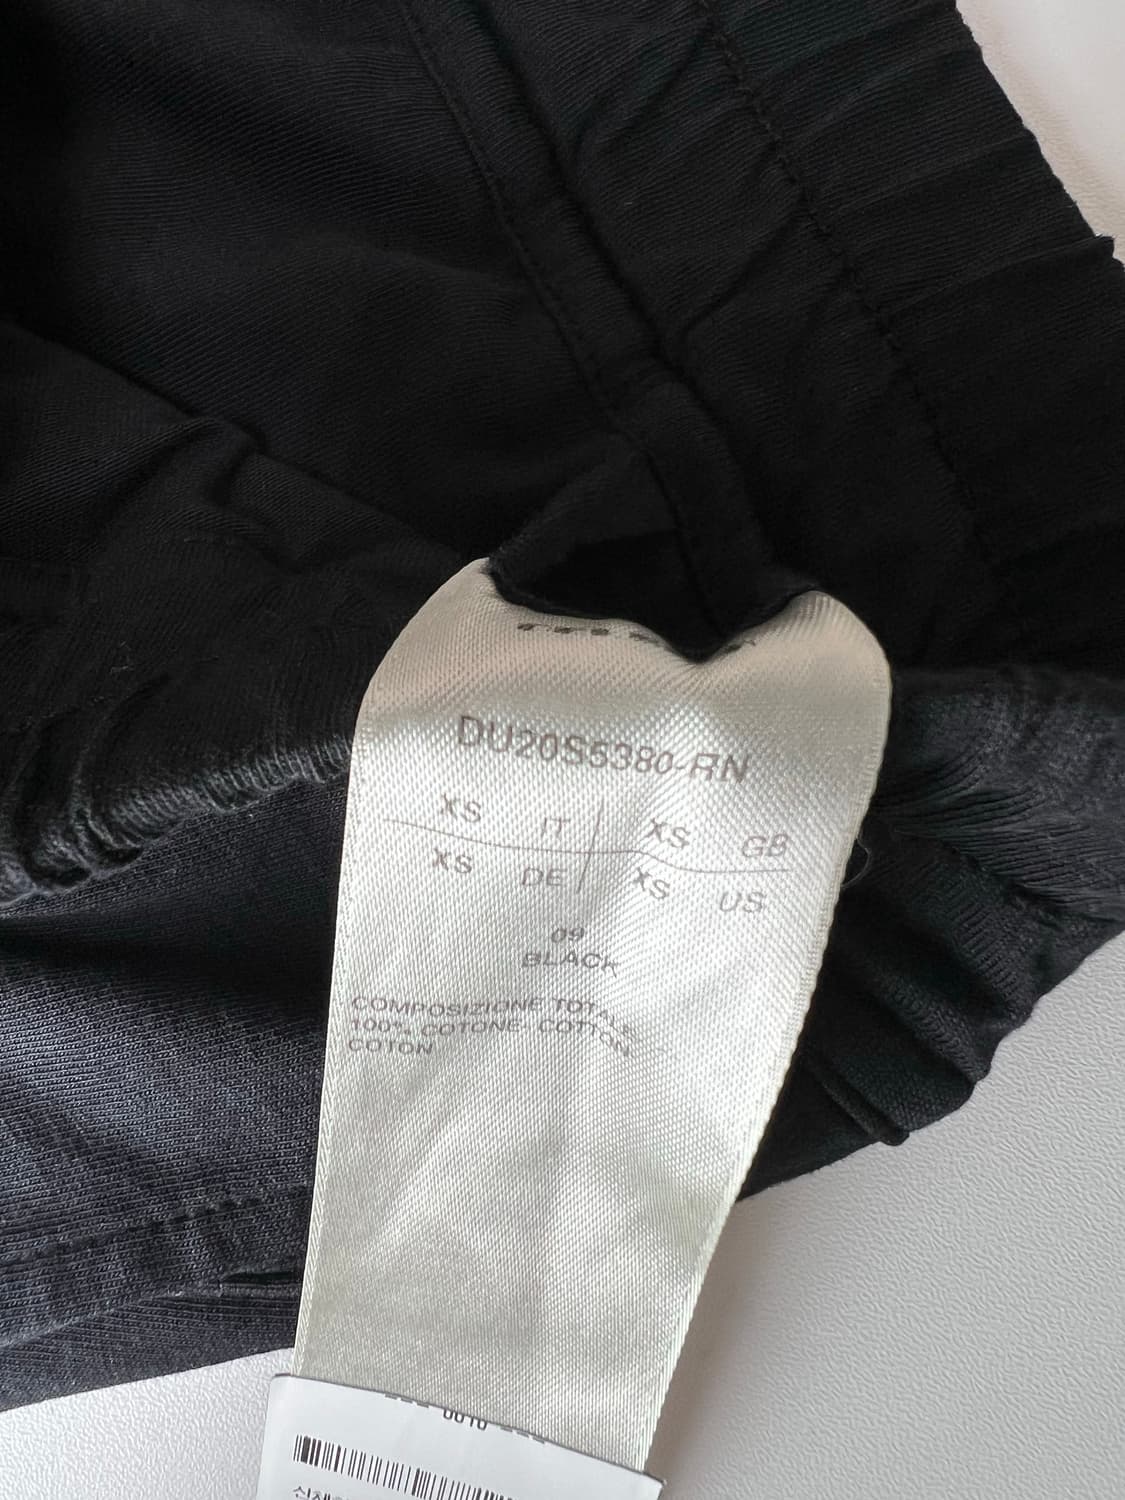 DU20S5380-RN
XS IT XS GB
XS DE XS US
09
BLACK
COMPOSIZIONE TOTALE:
100% COTONE COTTON
COTON